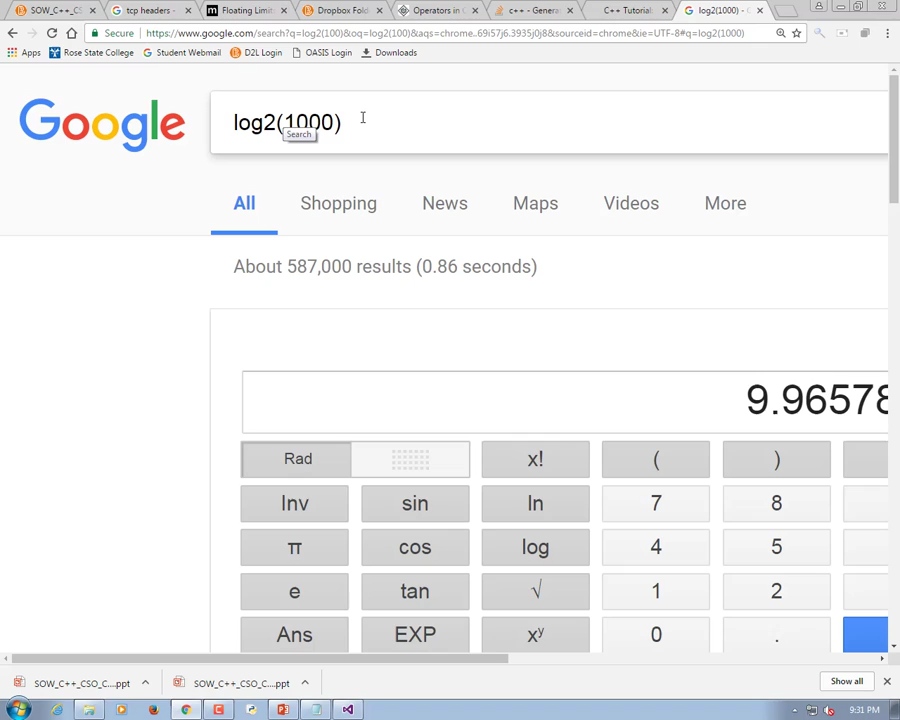 SOW_C++_CS
tcp headers -
Floating Limit
Dropbox Fold
Operators in C
c++ - Genera
C++ Tutorial
log2(1000) - G
Secure
https://www.google.com/search?q=log2(100)&oq=log2(100)&aqs=chrome..69i57j6.3935j0j8&sourceid=chrome&ie=UTF-8#q=log2(1000)
Apps
Rose State College
Student Webmail
D2L Login
OASIS Login
Downloads
Google
log2(1000)
Search
All
Shopping
News
Maps
Videos
More
About 587,000 results (0.86 seconds)
9.96578
Rad
x!
(
)
Inv
sin
ln
7
8
π
cos
log
4
5
e
tan
√
1
2
Ans
EXP
xy
0
.
SOW_C++_CSO_C....ppt
SOW_C++_CSO_C....ppt
Show all
9:31 PM